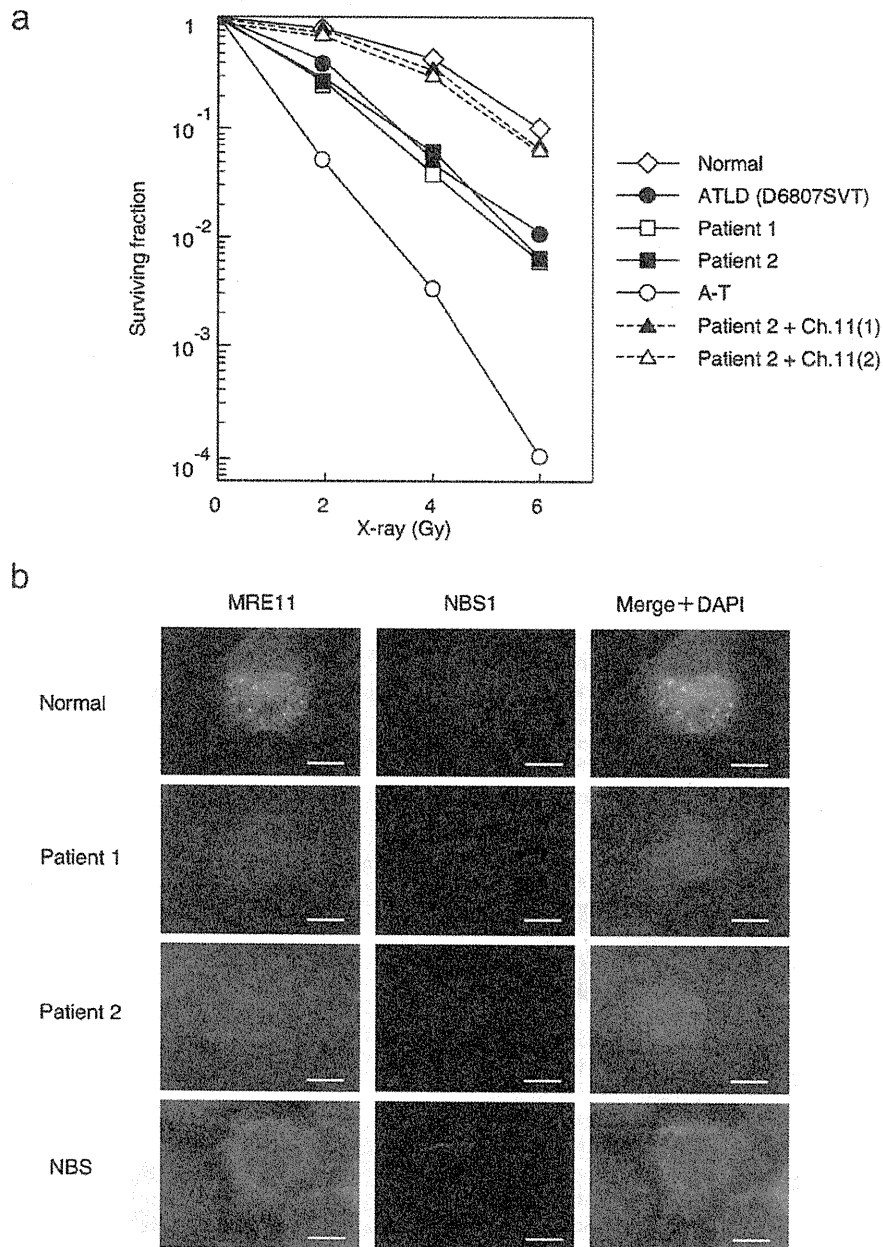 a
1
10-1
10-2
10-3
10-4
Surviving fraction
0 2 4 6
X-ray (Gy)
Normal
ATLD (D6807SVT)
Patient 1
Patient 2
A-T
Patient 2 + Ch.11(1)
Patient 2 + Ch.11(2)
b
MRE11 NBS1 Merge+DAPI
Normal
Patient 1
Patient 2
NBS